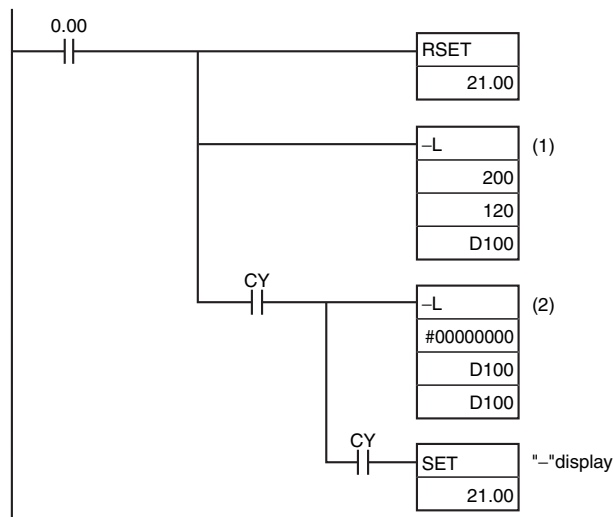 0.00
RSET
21.00
–L (1)
200
120
D100
CY
–L (2)
#00000000
D100
D100
CY
SET "–"display
21.00